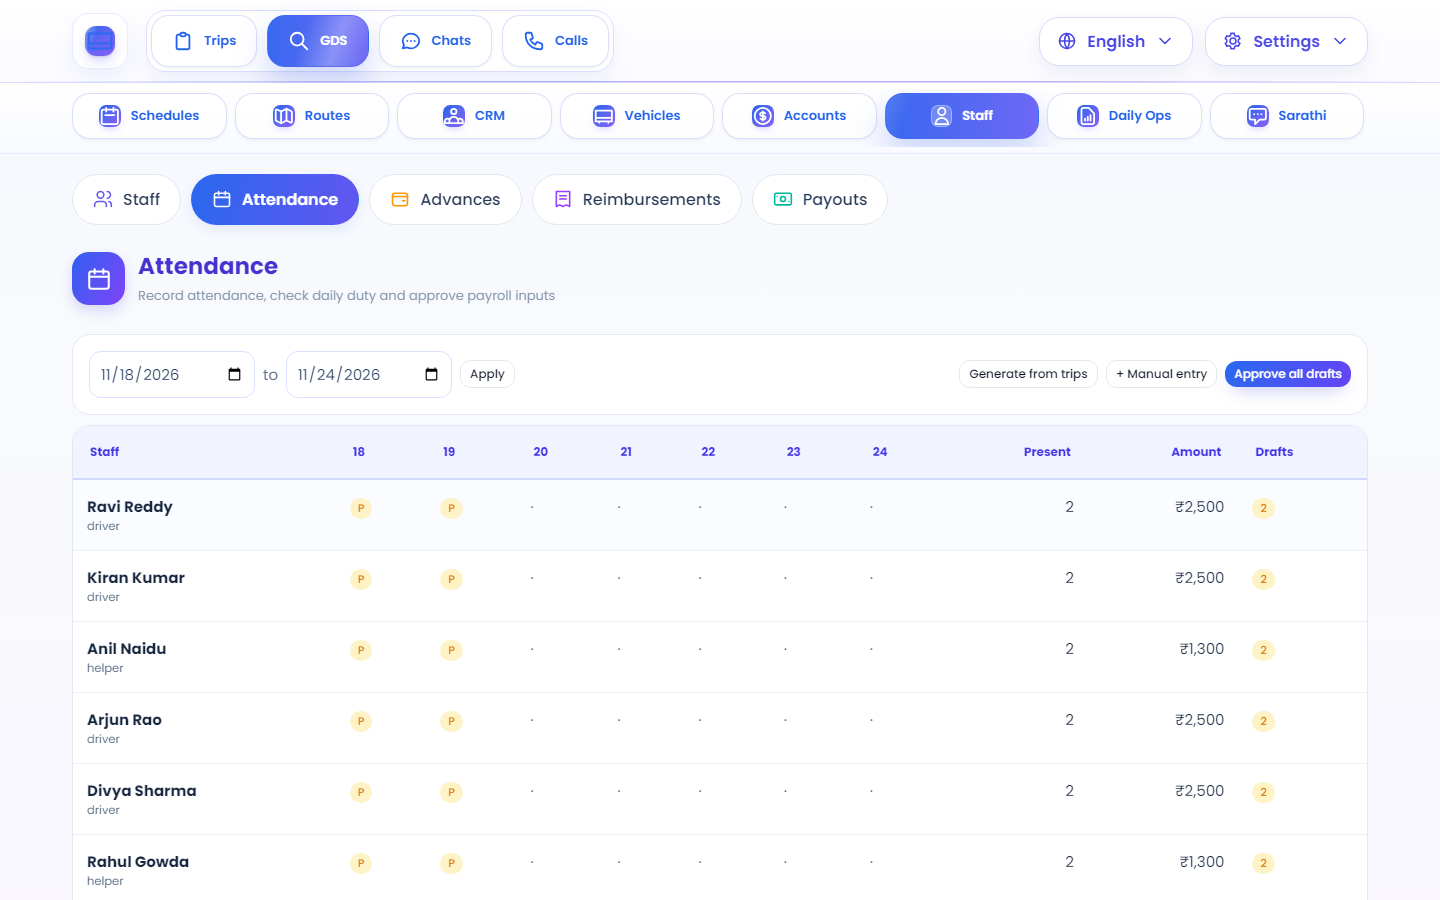 Trips GDS Chats Calls English Settings
Schedules Routes CRM Vehicles Accounts Staff Daily Ops Sarathi
Staff Attendance Advances Reimbursements Payouts
Attendance
Record attendance, check daily duty and approve payroll inputs
11/18/2026 to 11/24/2026 Apply Generate from trips + Manual entry Approve all drafts
Staff 18 19 20 21 22 23 24 Present Amount Drafts
Ravi Reddy P P · · · · · 2 ₹2,500 2
driver
Kiran Kumar P P · · · · · 2 ₹2,500 2
driver
Anil Naidu P P · · · · · 2 ₹1,300 2
helper
Arjun Rao P P · · · · · 2 ₹2,500 2
driver
Divya Sharma P P · · · · · 2 ₹2,500 2
driver
Rahul Gowda P P · · · · · 2 ₹1,300 2
helper